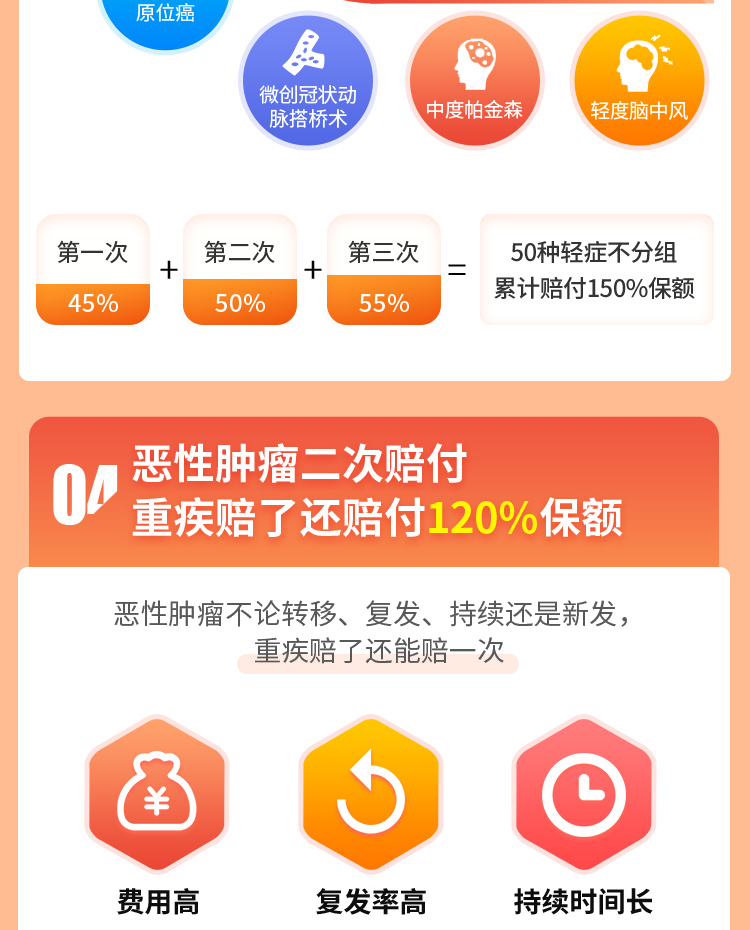 原位癌
微创冠状动
脉搭桥术
中度帕金森
轻度脑中风
第一次
45%
+
第二次
50%
+
第三次
55%
=
50种轻症不分组
累计赔付150%保额
04
恶性肿瘤二次赔付
重疾赔了还赔付120%保额
恶性肿瘤不论转移、复发、持续还是新发，
重疾赔了还能赔一次
¥
费用高
复发率高
持续时间长